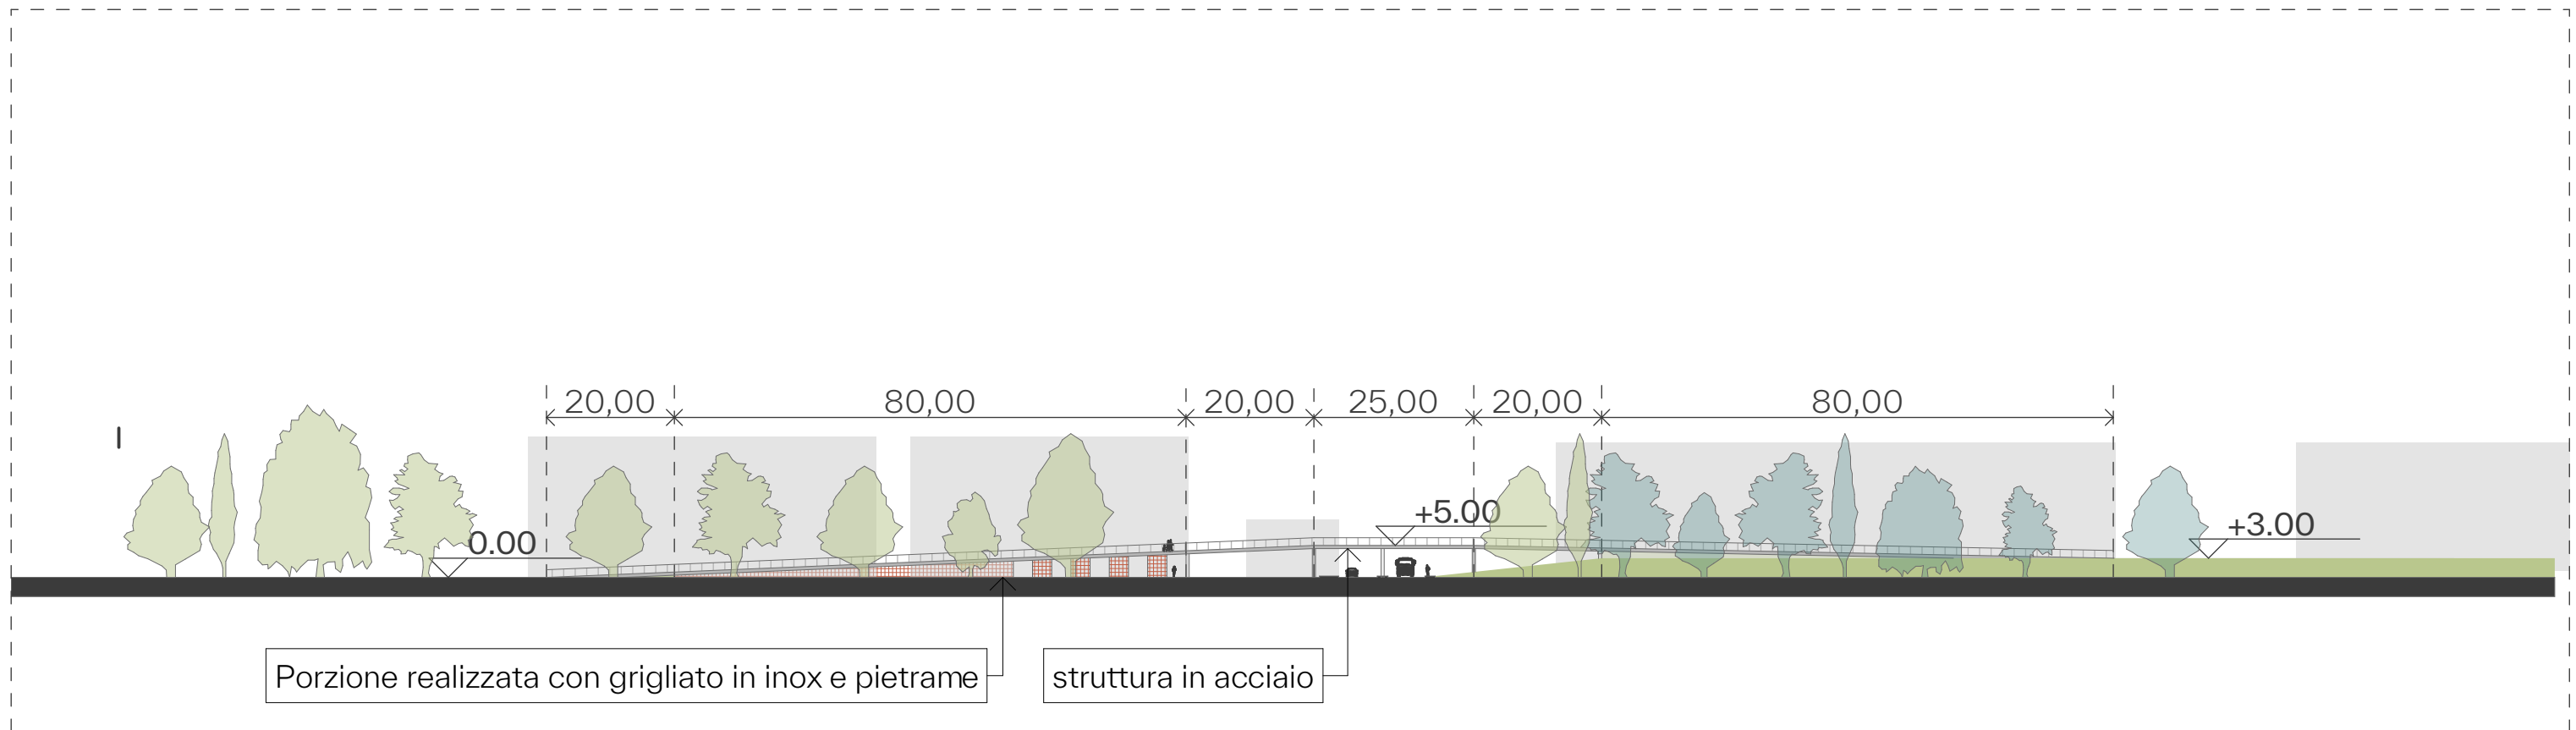 20,00 80,00 20,00 25,00 20,00 80,00
I
+5.00
+3.00
0.00
Porzione realizzata con grigliato in inox e pietrame
struttura in acciaio